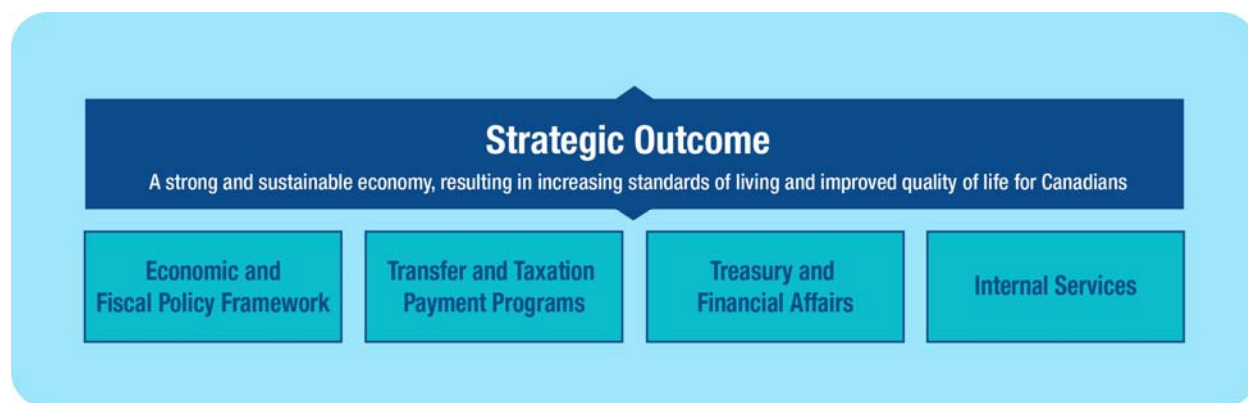 Strategic Outcome
A strong and sustainable economy, resulting in increasing standards of living and improved quality of life for Canadians
Economic and
Fiscal Policy Framework
Transfer and Taxation
Payment Programs
Treasury and
Financial Affairs
Internal Services